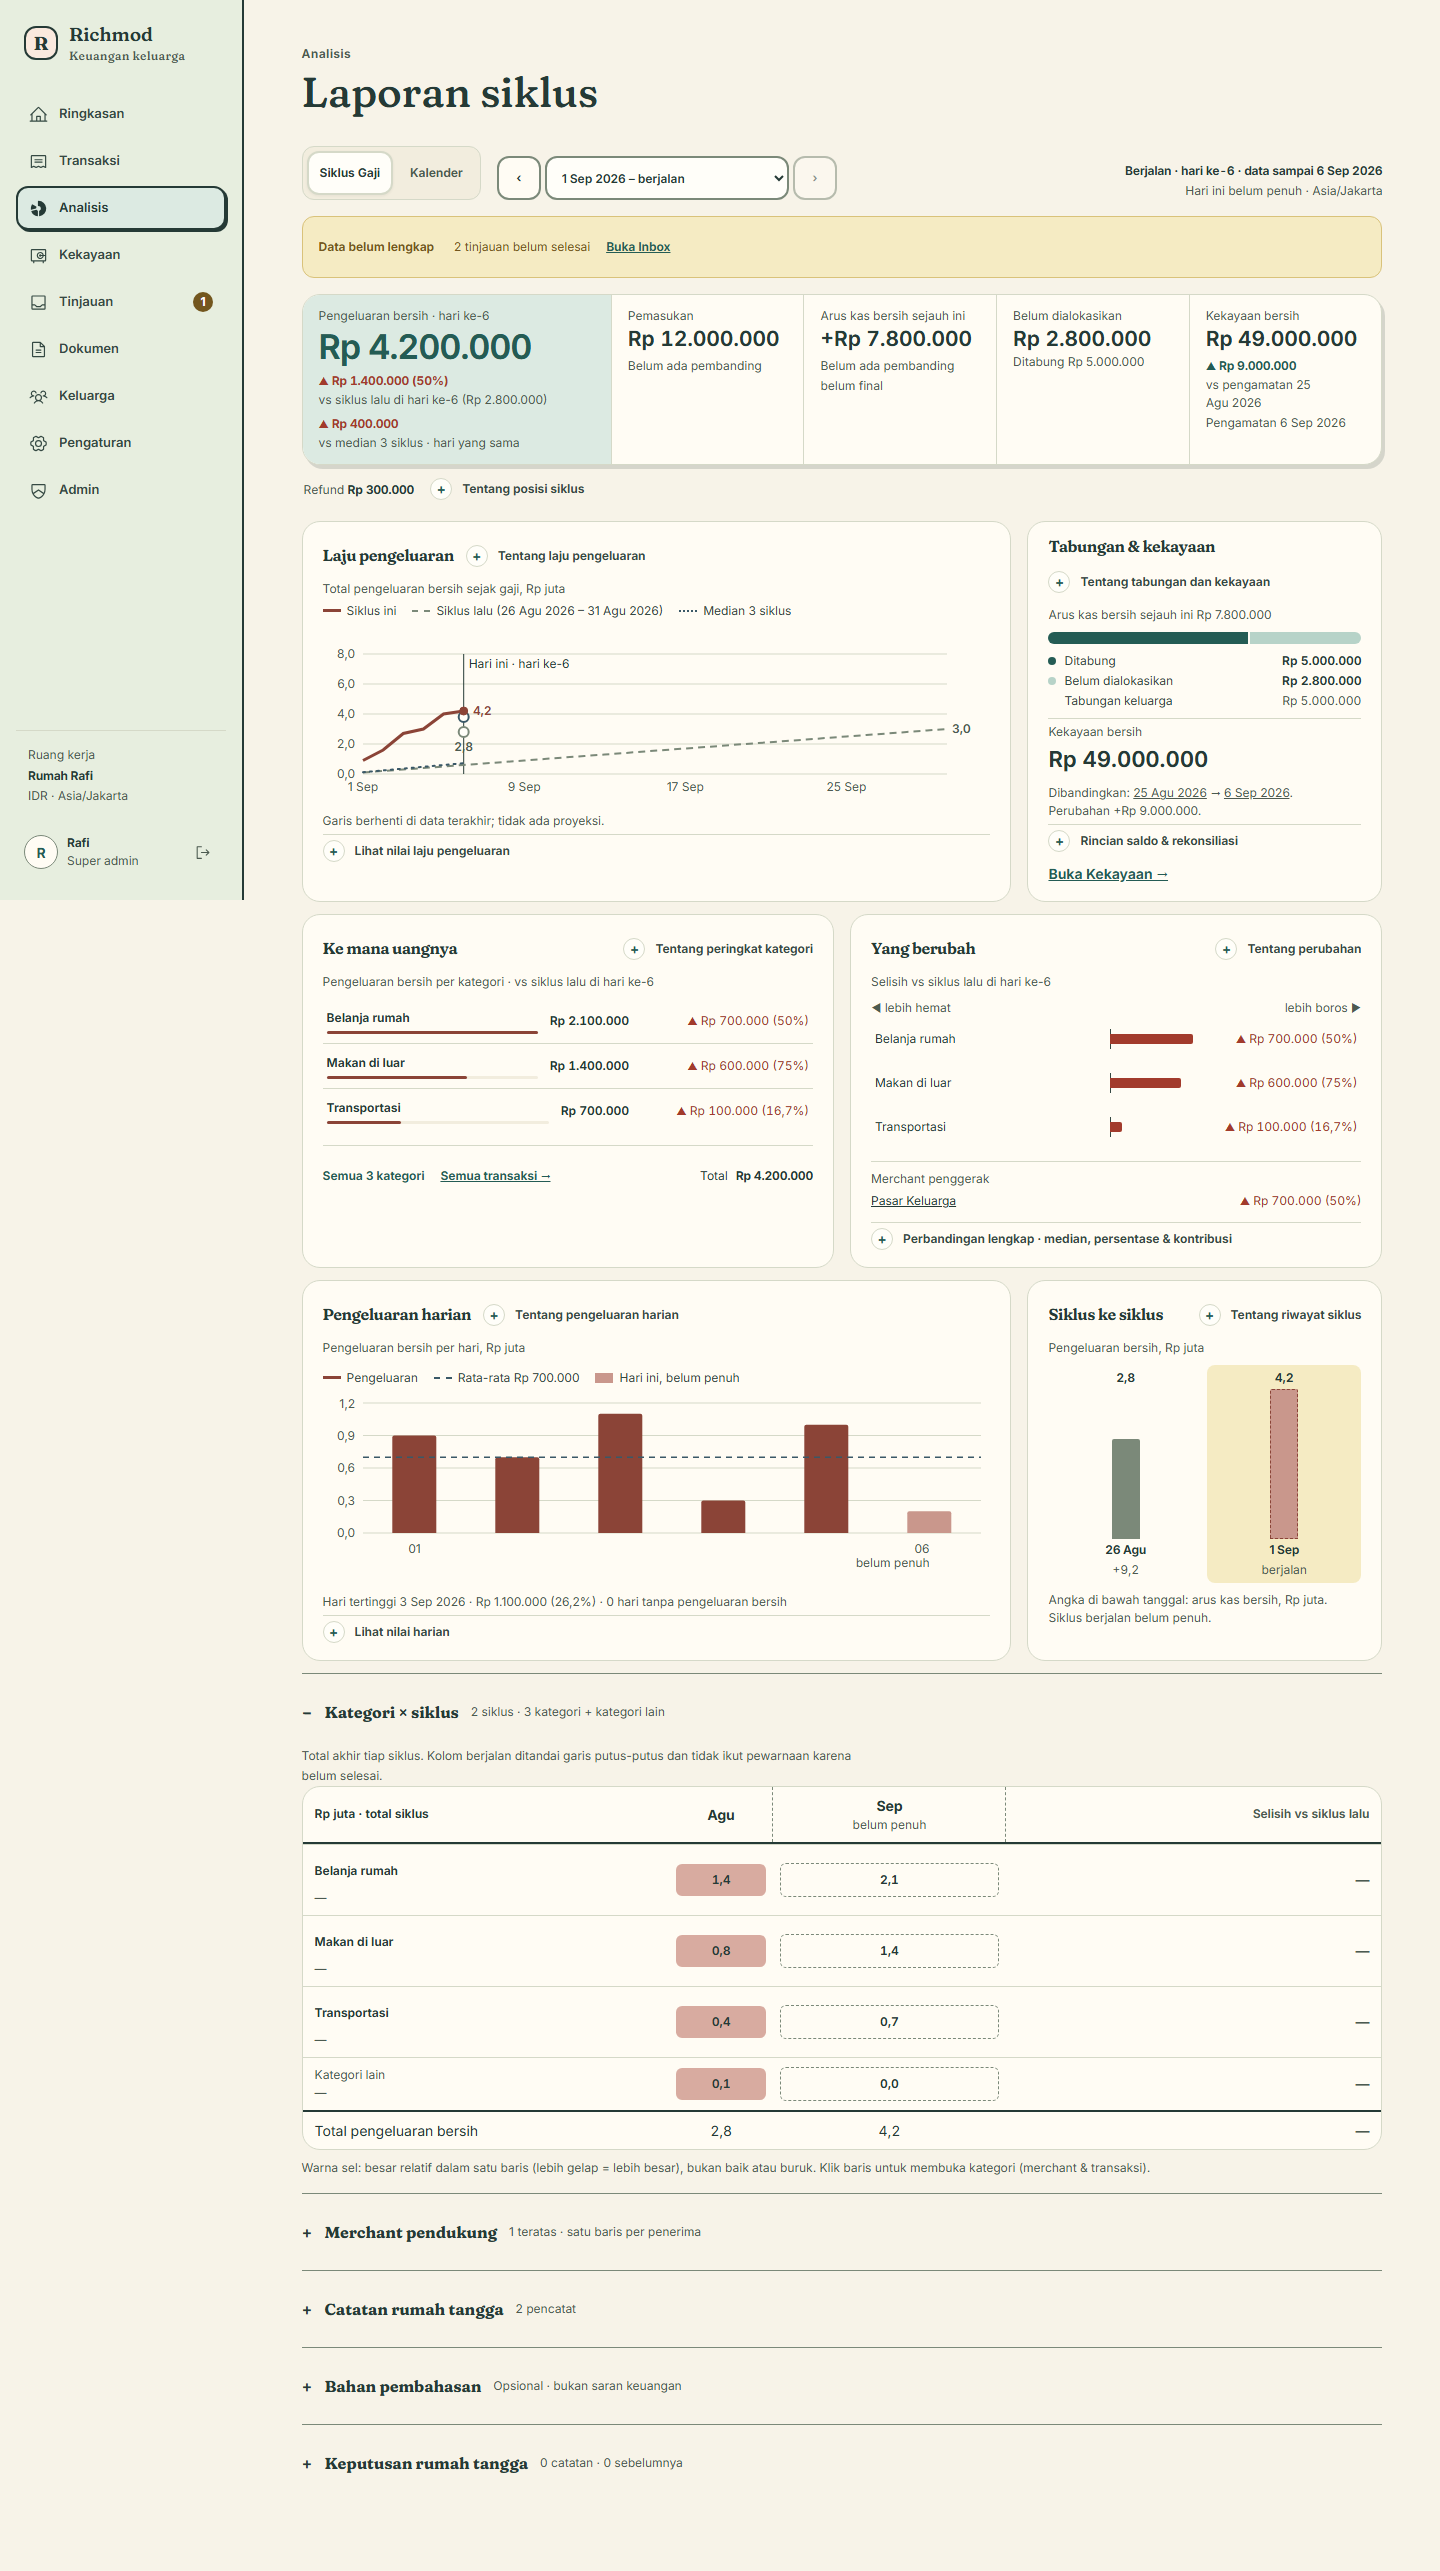 R
Richmod
Keuangan keluarga
Ringkasan
Transaksi
Analisis
Kekayaan
Tinjauan 1
Dokumen
Keluarga
Pengaturan
Admin
Ruang kerja
Rumah Rafi
IDR · Asia/Jakarta
R
Rafi
Super admin
Analisis
Laporan siklus
Siklus Gaji Kalender ‹ 1 Sep 2026 – berjalan ›
Berjalan · hari ke-6 · data sampai 6 Sep 2026
Hari ini belum penuh · Asia/Jakarta
Data belum lengkap 2 tinjauan belum selesai Buka Inbox
Pengeluaran bersih · hari ke-6
Rp 4.200.000
▲ Rp 1.400.000 (50%)
vs siklus lalu di hari ke-6 (Rp 2.800.000)
▲ Rp 400.000
vs median 3 siklus · hari yang sama
Pemasukan
Rp 12.000.000
Belum ada pembanding
Arus kas bersih sejauh ini
+Rp 7.800.000
Belum ada pembanding
belum final
Belum dialokasikan
Rp 2.800.000
Ditabung Rp 5.000.000
Kekayaan bersih
Rp 49.000.000
▲ Rp 9.000.000
vs pengamatan 25
Agu 2026
Pengamatan 6 Sep 2026
Refund Rp 300.000 + Tentang posisi siklus
Laju pengeluaran + Tentang laju pengeluaran
Total pengeluaran bersih sejak gaji, Rp juta
Siklus ini Siklus lalu (26 Agu 2026 – 31 Agu 2026) Median 3 siklus
8,0
Hari ini · hari ke-6
6,0
4,0
4,2
2,0
2,8
3,0
0,0
1 Sep 9 Sep 17 Sep 25 Sep
Garis berhenti di data terakhir; tidak ada proyeksi.
+ Lihat nilai laju pengeluaran
Tabungan & kekayaan
+ Tentang tabungan dan kekayaan
Arus kas bersih sejauh ini Rp 7.800.000
Ditabung Rp 5.000.000
Belum dialokasikan Rp 2.800.000
Tabungan keluarga Rp 5.000.000
Kekayaan bersih
Rp 49.000.000
Dibandingkan: 25 Agu 2026 → 6 Sep 2026.
Perubahan +Rp 9.000.000.
+ Rincian saldo & rekonsiliasi
Buka Kekayaan →
Ke mana uangnya + Tentang peringkat kategori
Pengeluaran bersih per kategori · vs siklus lalu di hari ke-6
Belanja rumah Rp 2.100.000 ▲ Rp 700.000 (50%)
Makan di luar Rp 1.400.000 ▲ Rp 600.000 (75%)
Transportasi Rp 700.000 ▲ Rp 100.000 (16,7%)
Semua 3 kategori Semua transaksi → Total Rp 4.200.000
Yang berubah + Tentang perubahan
Selisih vs siklus lalu di hari ke-6
◀ lebih hemat lebih boros ▶
Belanja rumah ▲ Rp 700.000 (50%)
Makan di luar ▲ Rp 600.000 (75%)
Transportasi ▲ Rp 100.000 (16,7%)
Merchant penggerak
Pasar Keluarga ▲ Rp 700.000 (50%)
+ Perbandingan lengkap · median, persentase & kontribusi
Pengeluaran harian + Tentang pengeluaran harian
Pengeluaran bersih per hari, Rp juta
Pengeluaran Rata-rata Rp 700.000 Hari ini, belum penuh
1,2
0,9
0,6
0,3
0,0
01 06
belum penuh
Hari tertinggi 3 Sep 2026 · Rp 1.100.000 (26,2%) · 0 hari tanpa pengeluaran bersih
+ Lihat nilai harian
Siklus ke siklus + Tentang riwayat siklus
Pengeluaran bersih, Rp juta
2,8 4,2
26 Agu 1 Sep
+9,2 berjalan
Angka di bawah tanggal: arus kas bersih, Rp juta.
Siklus berjalan belum penuh.
– Kategori × siklus 2 siklus · 3 kategori + kategori lain
Total akhir tiap siklus. Kolom berjalan ditandai garis putus-putus dan tidak ikut pewarnaan karena
belum selesai.
Rp juta · total siklus Agu Sep Selisih vs siklus lalu
belum penuh
Belanja rumah 1,4 2,1 —
—
Makan di luar 0,8 1,4 —
—
Transportasi 0,4 0,7 —
—
Kategori lain 0,1 0,0 —
—
Total pengeluaran bersih 2,8 4,2 —
Warna sel: besar relatif dalam satu baris (lebih gelap = lebih besar), bukan baik atau buruk. Klik baris untuk membuka kategori (merchant & transaksi).
+ Merchant pendukung 1 teratas · satu baris per penerima
+ Catatan rumah tangga 2 pencatat
+ Bahan pembahasan Opsional · bukan saran keuangan
+ Keputusan rumah tangga 0 catatan · 0 sebelumnya